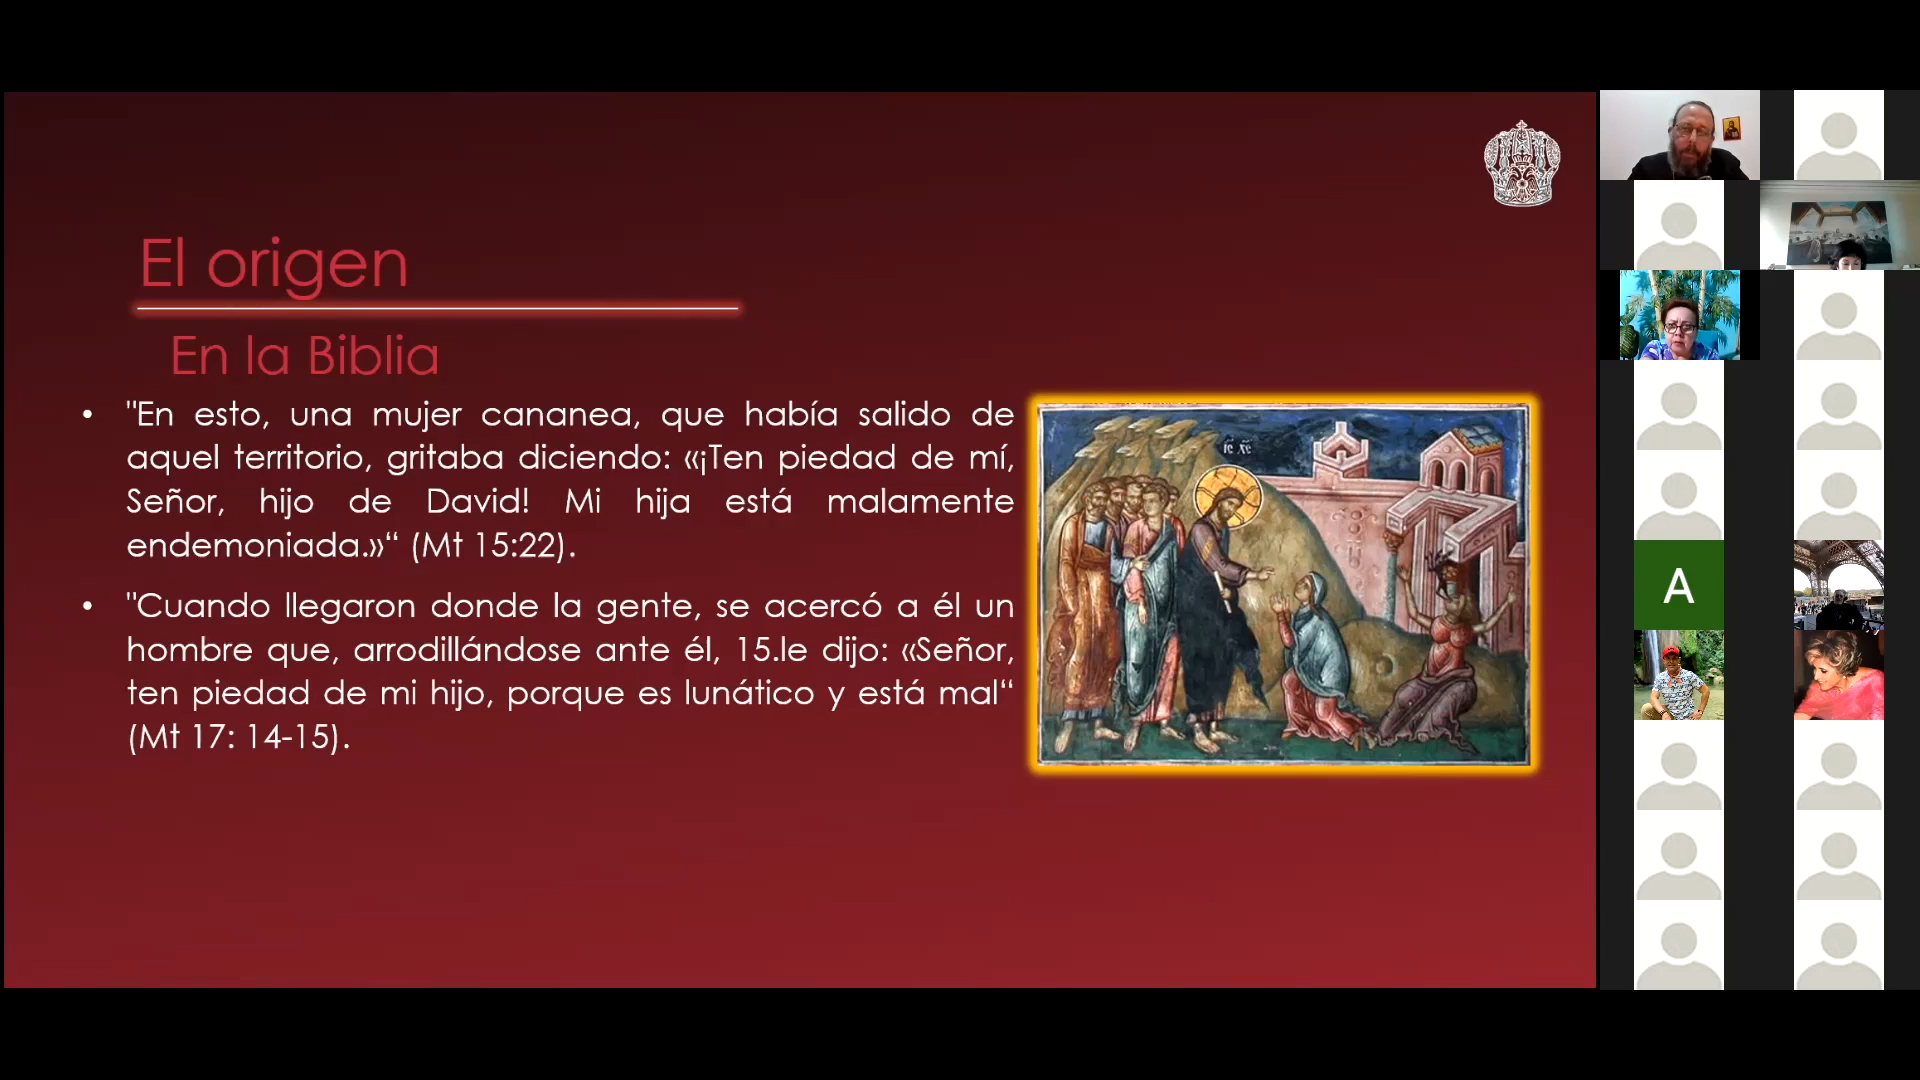 El origen
En la Biblia
• "En esto, una mujer cananea, que había salido de
aquel territorio, gritaba diciendo: «¡Ten piedad de mí,
Señor, hijo de David! Mi hija está malamente
endemoniada.»“ (Mt 15:22).
• "Cuando llegaron donde la gente, se acercó a él un
hombre que, arrodillándose ante él, 15.le dijo: «Señor,
ten piedad de mi hijo, porque es lunático y está mal“
(Mt 17: 14-15).
A